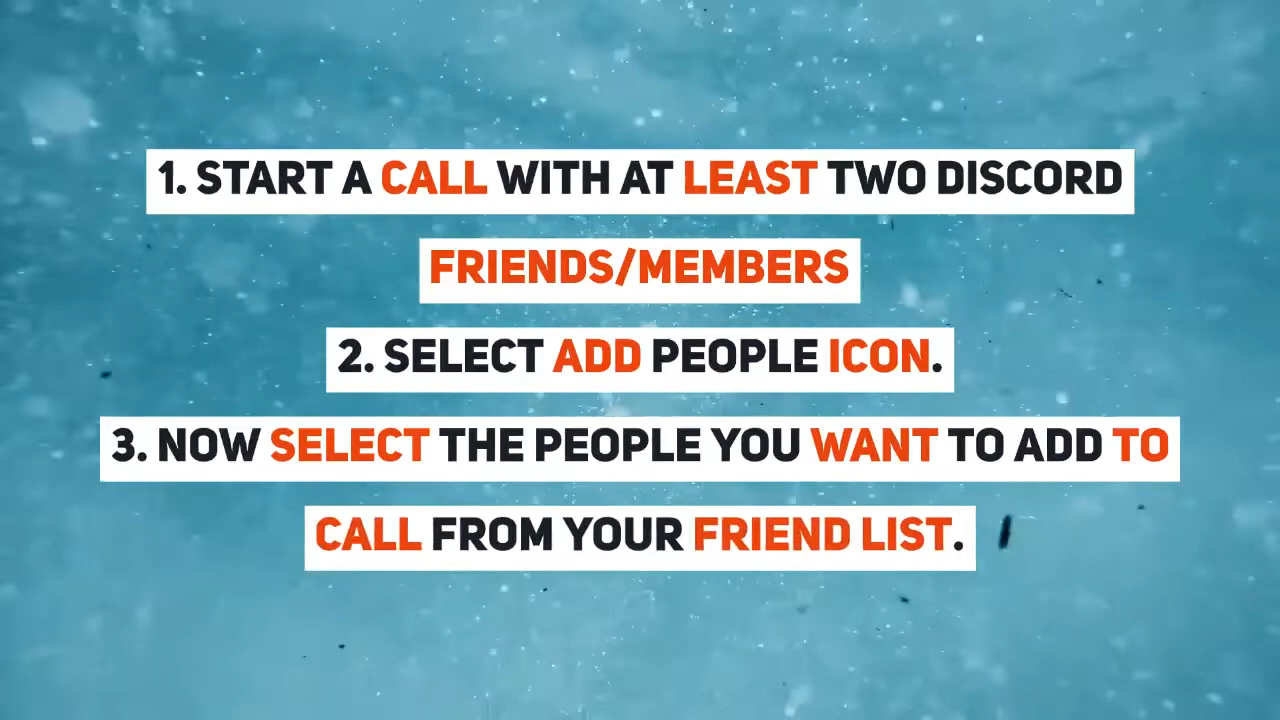 1. START A CALL WITH AT LEAST TWO DISCORD
FRIENDS/MEMBERS
2. SELECT ADD PEOPLE ICON.
3. NOW SELECT THE PEOPLE YOU WANT TO ADD TO
CALL FROM YOUR FRIEND LIST.